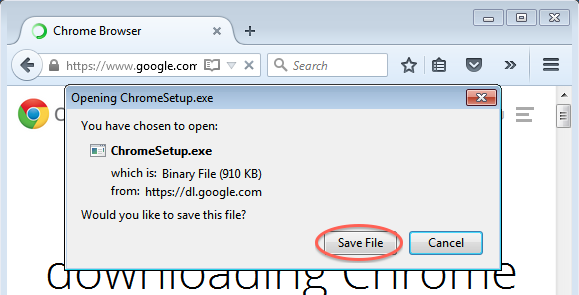 Chrome Browser
https://www.google.com
Search
Opening ChromeSetup.exe
You have chosen to open:
ChromeSetup.exe
which is: Binary File (910 KB)
from: https://dl.google.com
Would you like to save this file?
Save File
Cancel
downloading Chrome